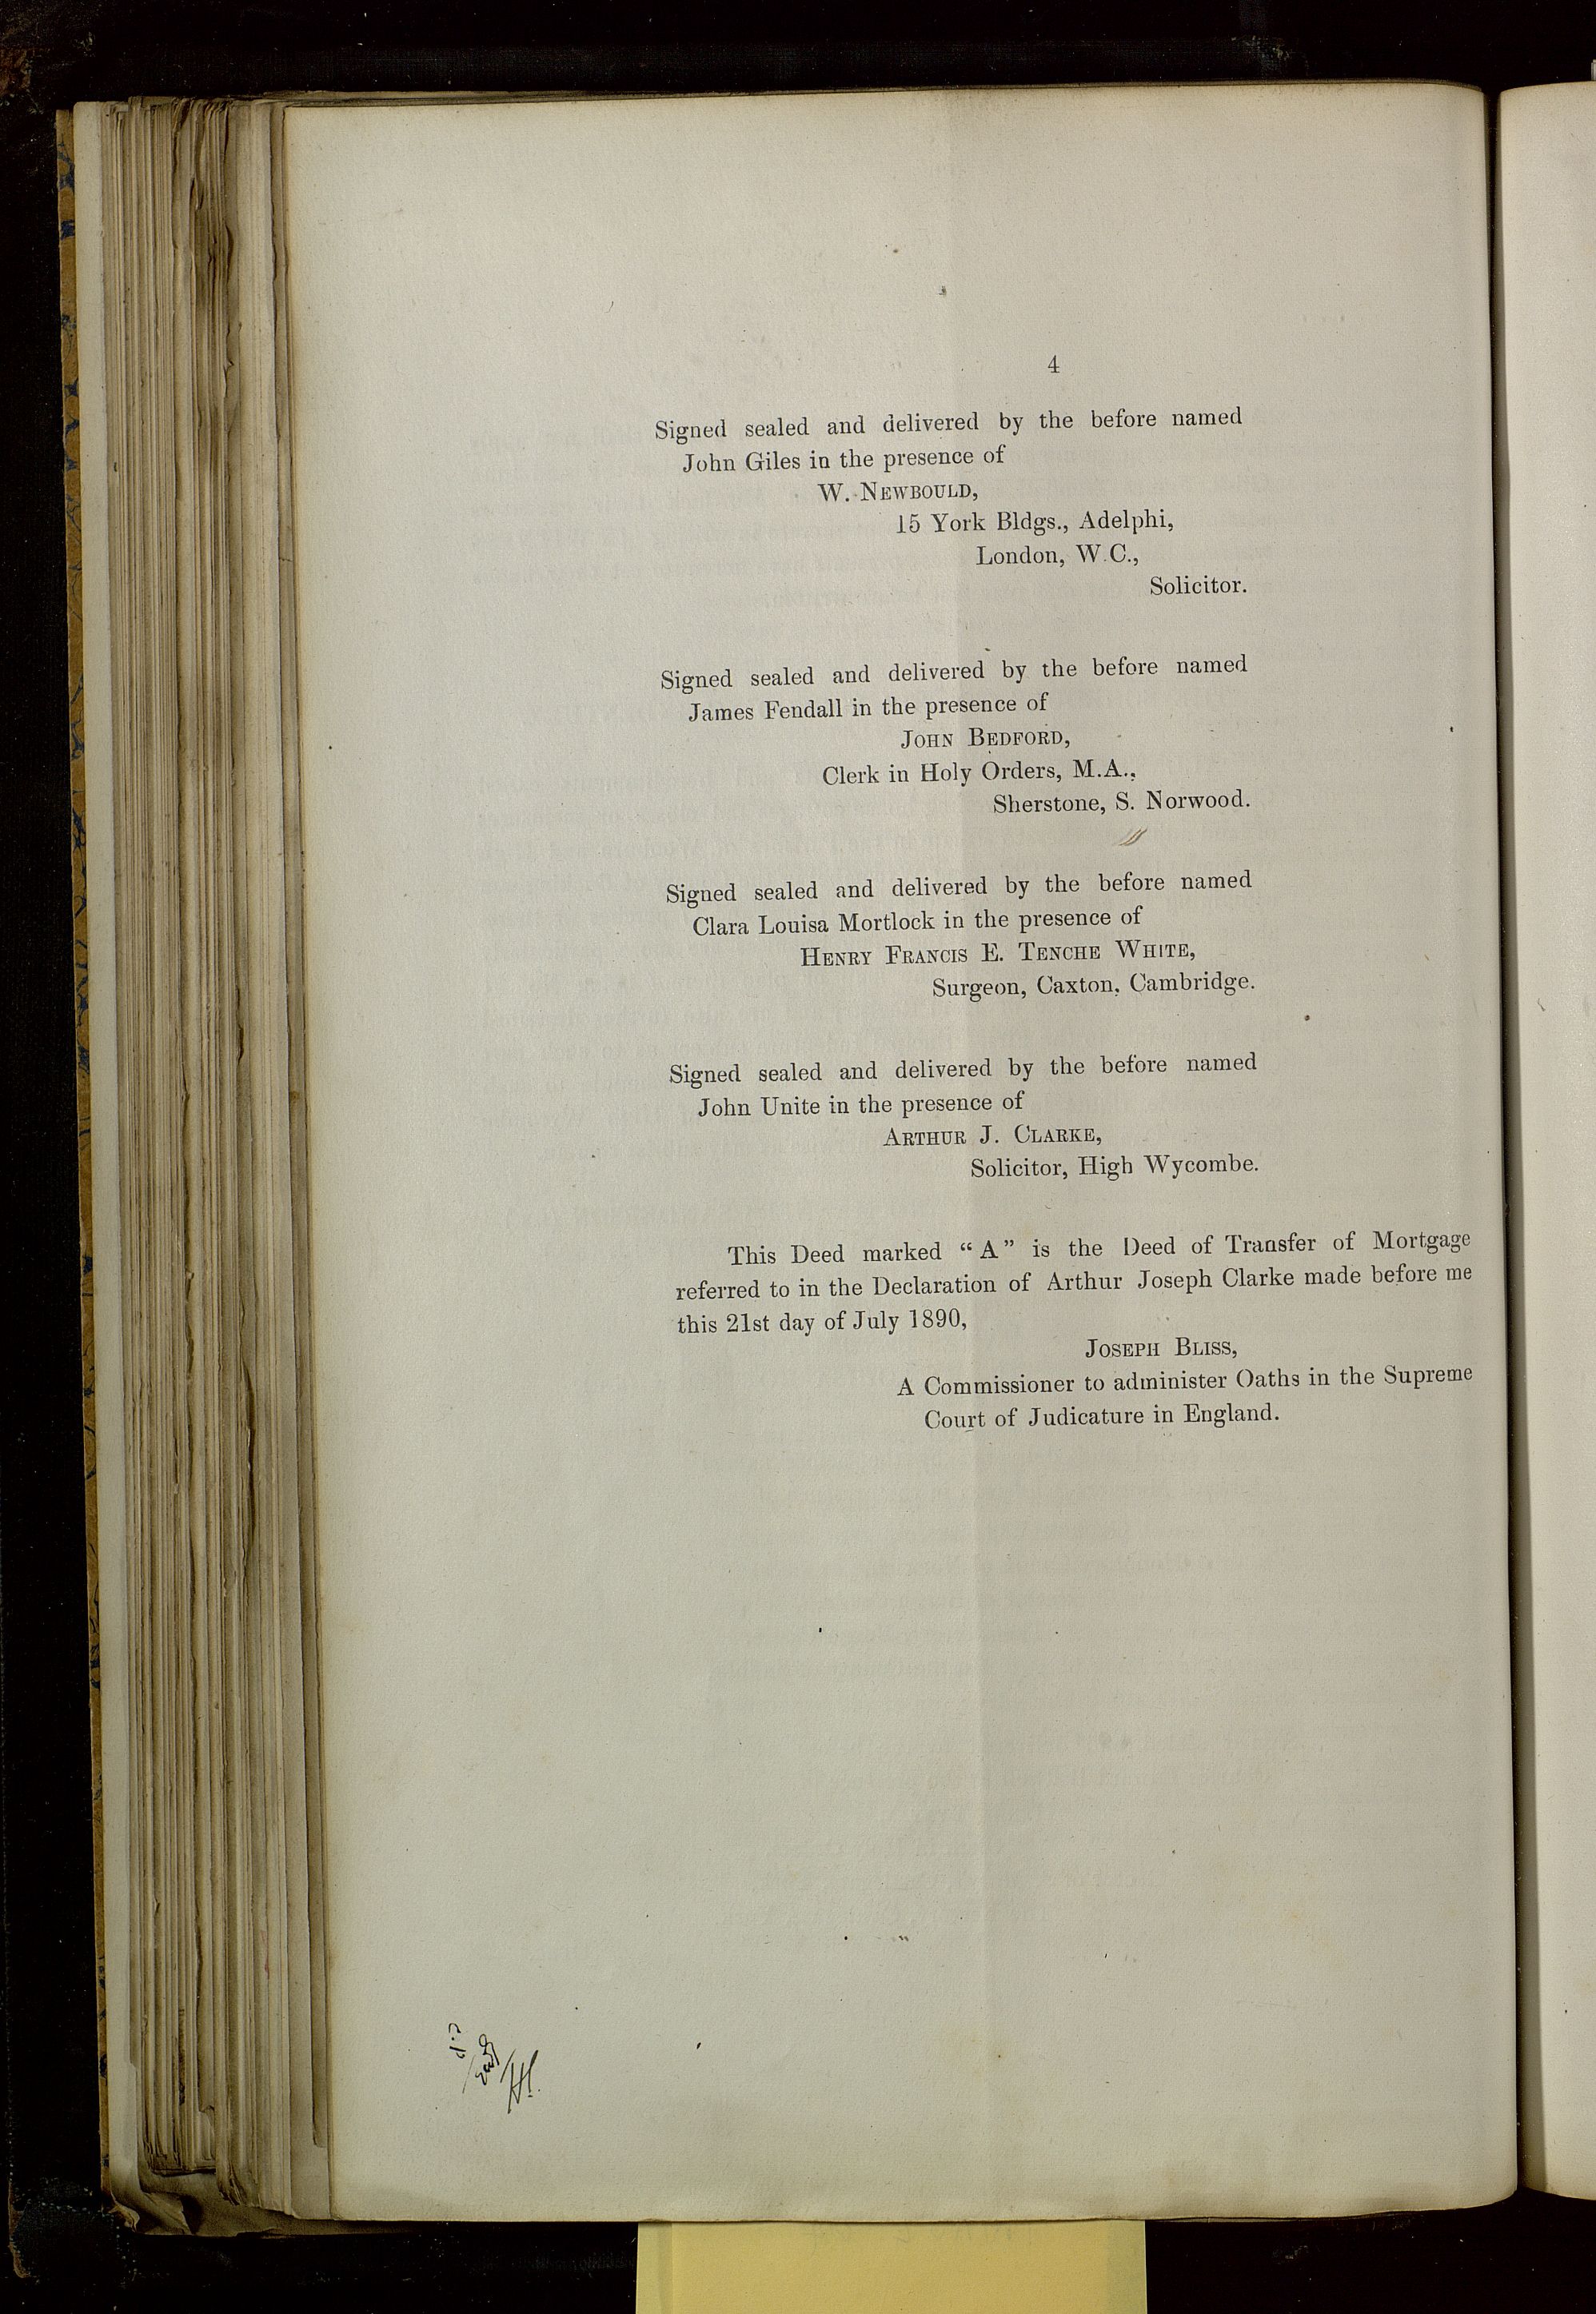 4
Signed sealed and delivered by the before named
John Giles in the presence of
W. NEWBOULD,
15 York Bldgs., Adelphi,
London, W.C.,
Solicitor.
Signed sealed and delivered by the before named
James Fendall in the presence of
JOHN BEDFORD,
Clerk in Holy Orders, M.A.,
Sherstone, S. Norwood.
Signed sealed and delivered by the before named
Clara Louisa Mortlock in the presence of
HENRY FRANCIS E. TENCHE WHITE,
Surgeon, Caxton, Cambridge.
Signed sealed and delivered by the before named
John Unite in the presence of
ARTHUR J. CLARKE,
Solicitor, High Wycombe.
This Deed marked “A” is the Deed of Transfer of Mortgage
referred to in the Declaration of Arthur Joseph Clarke made before me
this 21st day of July 1890,
JOSEPH BLISS,
A Commissioner to administer Oaths in the Supreme
Court of Judicature in England.